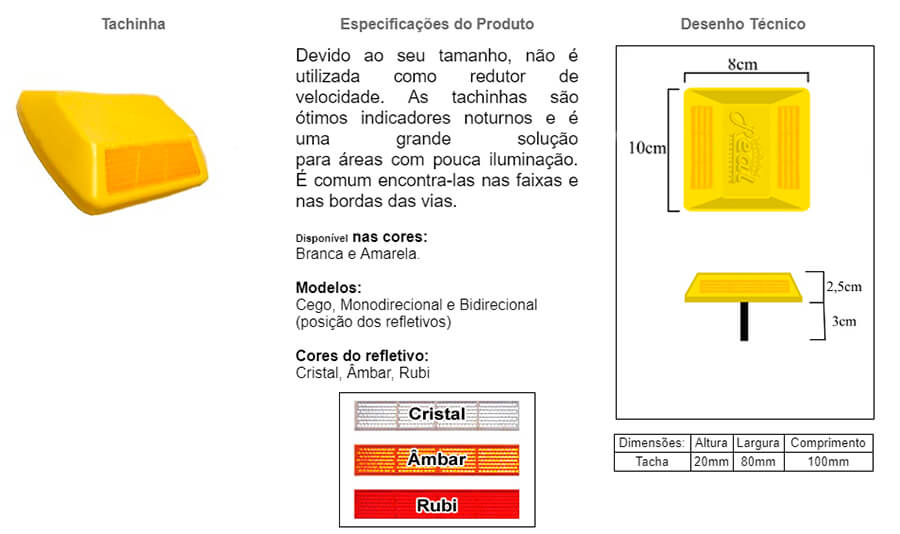 Tachinha
Especificações do Produto
Devido ao seu tamanho, não é
utilizada como redutor de
velocidade. As tachinhas são
ótimos indicadores noturnos e é
uma grande solução
para áreas com pouca iluminação.
É comum encontra-las nas faixas e
nas bordas das vias.
Disponível nas cores:
Branca e Amarela.
Modelos:
Cego, Monodirecional e Bidirecional
(posição dos refletivos)
Cores do refletivo:
Cristal, Âmbar, Rubi
Cristal
Âmbar
Rubi
Desenho Técnico
8cm
10cm
Real
2,5cm
3cm
Dimensões: Altura Largura Comprimento
Tacha 20mm 80mm 100mm